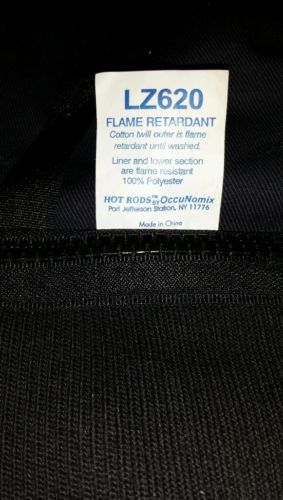 LZ620
FLAME RETARDANT
Cotton twill outer is flame
retardant until washed.
Liner and lower section
are flame resistant
100% Polyester
HOT RODS™ BY OccuNomix
Port Jefferson Station, NY 11776
Made in China